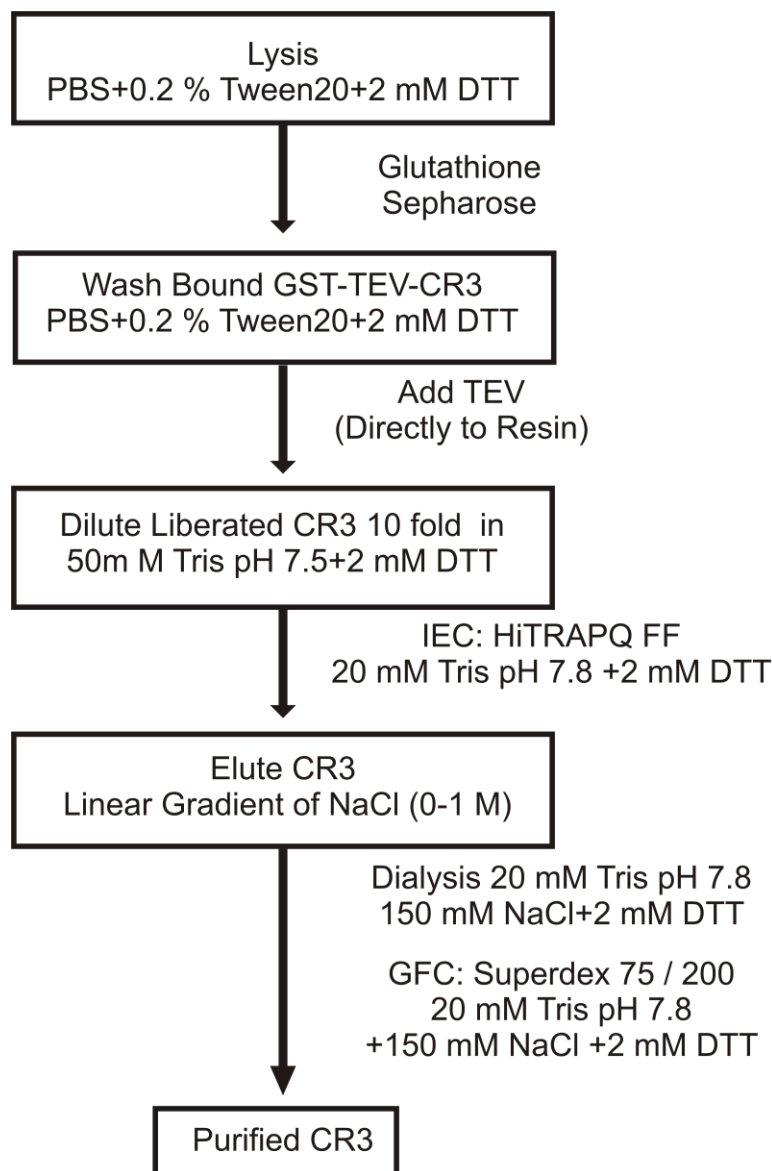 Lysis
PBS+0.2 % Tween20+2 mM DTT
Glutathione
Sepharose
Wash Bound GST-TEV-CR3
PBS+0.2 % Tween20+2 mM DTT
Add TEV
(Directly to Resin)
Dilute Liberated CR3 10 fold  in
50m M Tris pH 7.5+2 mM DTT
IEC: HiTRAPQ FF
20 mM Tris pH 7.8 +2 mM DTT
Elute CR3
Linear Gradient of NaCl (0-1 M)
Dialysis 20 mM Tris pH 7.8
150 mM NaCl+2 mM DTT
GFC: Superdex 75 / 200
20 mM Tris pH 7.8
+150 mM NaCl +2 mM DTT
Purified CR3